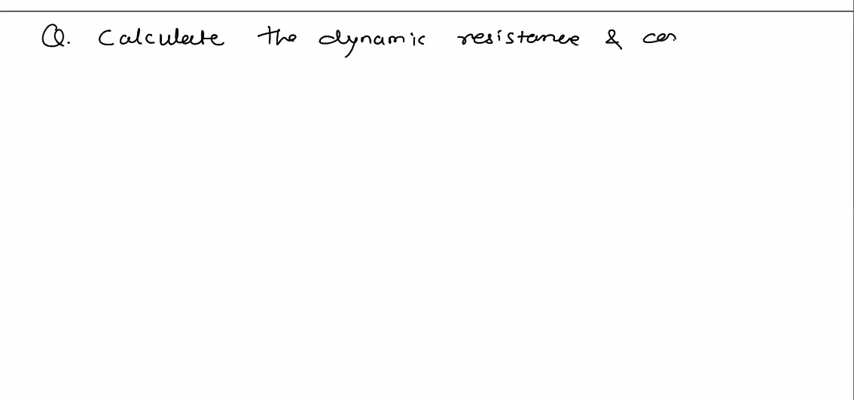 Q. Calculate the dynamic resistance &